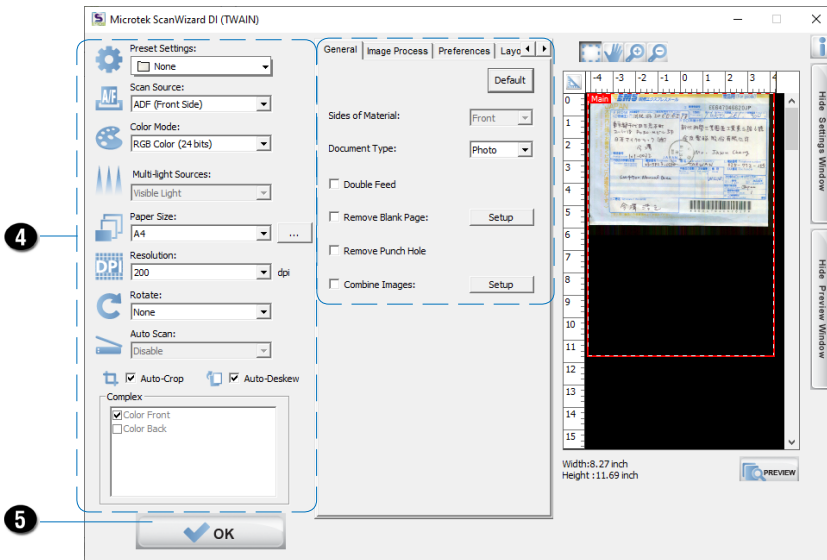 Microtek ScanWizard DI (TWAIN)
Preset Settings:
None
Scan Source:
ADF (Front Side)
Color Mode:
RGB Color (24 bits)
Multi-light Sources:
Visible Light
Paper Size:
A4
...
Resolution:
DPI
200
dpi
Rotate:
None
Auto Scan:
Disable
Auto-Crop
Auto-Deskew
Complex
Color Front
Color Back
OK
4
5
General
Image Process
Preferences
Layo
Default
Sides of Material:
Front
Document Type:
Photo
Double Feed
Remove Blank Page:
Setup
Remove Punch Hole
Combine Images:
Setup
-4 -3 -2 -1 0 1 2 3 4
0
1
2
3
4
5
6
7
8
9
10
11
12
13
14
15
Main
EMS
Width:8.27 inch
Height :11.69 inch
PREVIEW
Hide Settings Window
Hide Preview Window